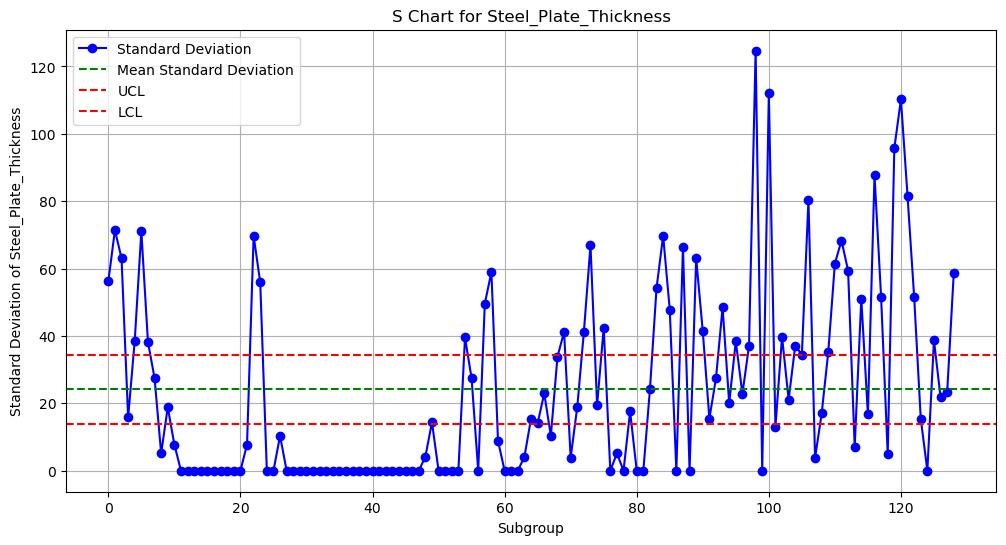 S Chart for Steel_Plate_Thickness
Standard Deviation
Mean Standard Deviation
UCL
LCL
Standard Deviation of Steel_Plate_Thickness
120
100
80
60
40
20
0
0 20 40 60 80 100 120
Subgroup